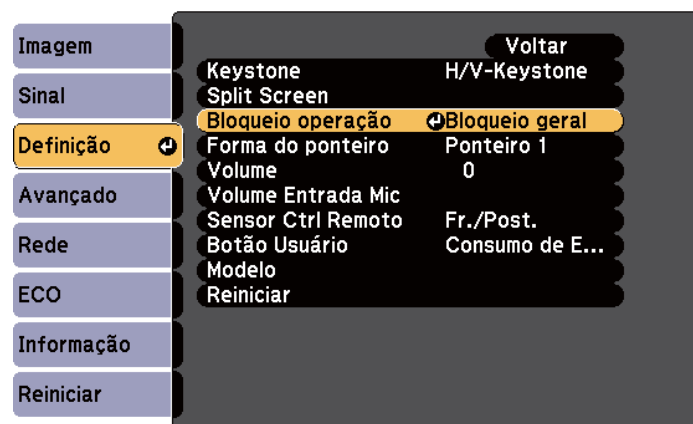 Imagem
Sinal
Definição
Avançado
Rede
ECO
Informação
Reiniciar
Voltar
Keystone H/V-Keystone
Split Screen
Bloqueio operação Bloqueio geral
Forma do ponteiro Ponteiro 1
Volume 0
Volume Entrada Mic
Sensor Ctrl Remoto Fr./Post.
Botão Usuário Consumo de E...
Modelo
Reiniciar